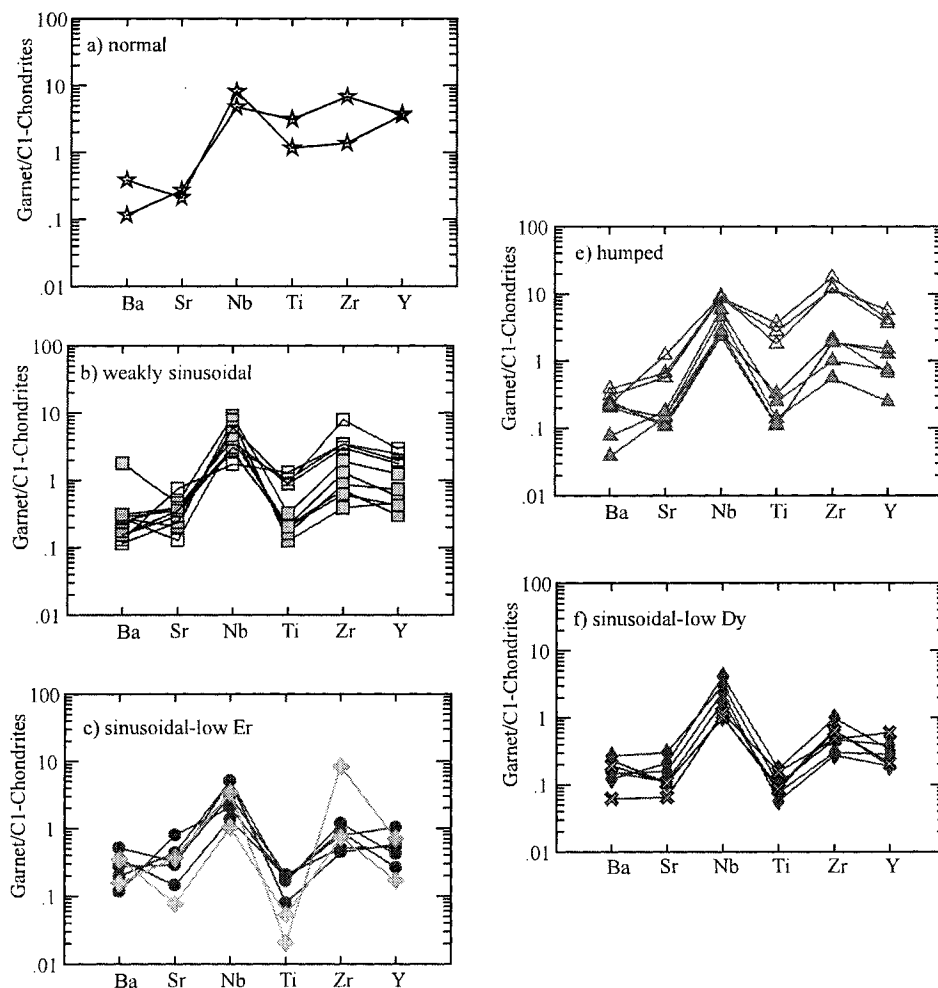 100
a) normal
10
1
.1
.01
Garnet/C1-Chondrites
Ba Sr Nb Ti Zr Y
100
b) weakly sinusoidal
10
1
.1
.01
Garnet/C1-Chondrites
Ba Sr Nb Ti Zr Y
100
c) sinusoidal-low Er
10
1
.1
.01
Garnet/C1-Chondrites
Ba Sr Nb Ti Zr Y
100
e) humped
10
1
.1
.01
Garnet/C1-Chondrites
Ba Sr Nb Ti Zr Y
100
f) sinusoidal-low Dy
10
1
0.1
.01
Garnet/C1-Chondrites
Ba Sr Nb Ti Zr Y